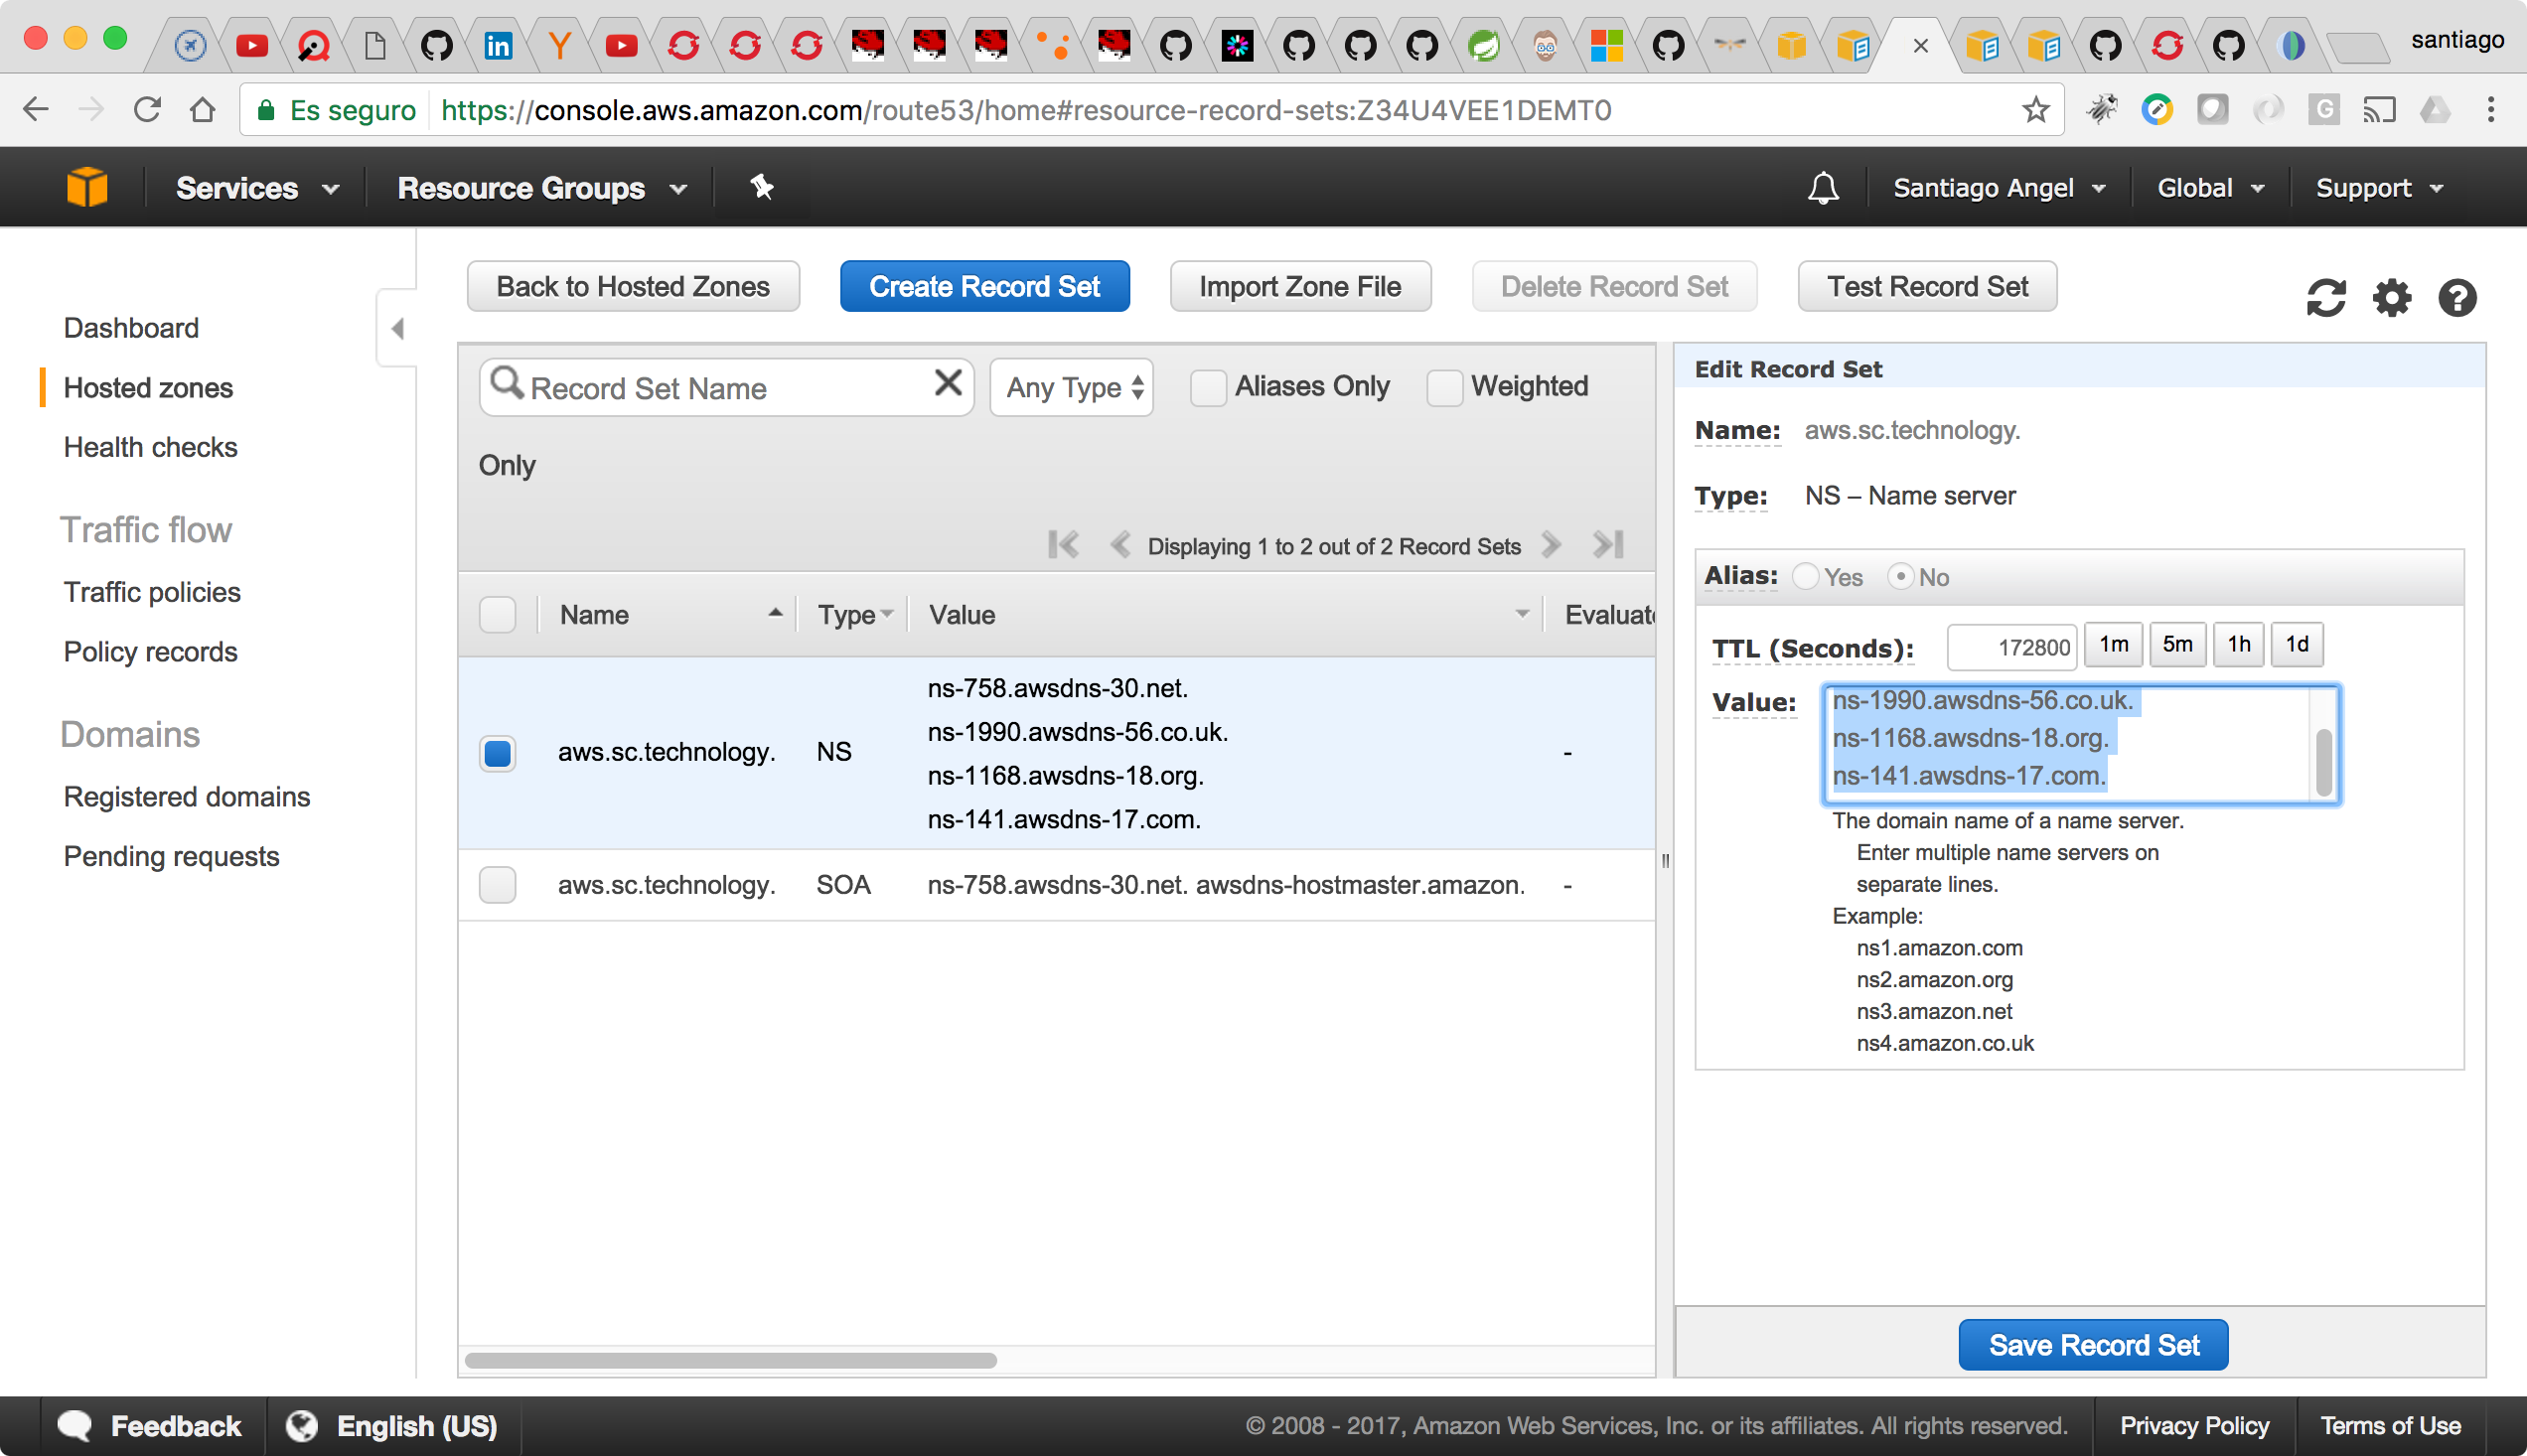 santiago
Es seguro https://console.aws.amazon.com/route53/home#resource-record-sets:Z34U4VEE1DEMT0
Services Resource Groups Santiago Angel Global Support
Back to Hosted Zones Create Record Set Import Zone File Delete Record Set Test Record Set
Dashboard
Hosted zones
Health checks
Traffic flow
Traffic policies
Policy records
Domains
Registered domains
Pending requests
Record Set Name Any Type Aliases Only Weighted
Only
Displaying 1 to 2 out of 2 Record Sets
Name Type Value Evaluate
aws.sc.technology. NS
ns-758.awsdns-30.net.
ns-1990.awsdns-56.co.uk.
ns-1168.awsdns-18.org.
ns-141.awsdns-17.com.
-
aws.sc.technology. SOA ns-758.awsdns-30.net. awsdns-hostmaster.amazon. -
Edit Record Set
Name: aws.sc.technology.
Type: NS – Name server
Alias: Yes No
TTL (Seconds): 172800 1m 5m 1h 1d
Value: ns-1990.awsdns-56.co.uk.
ns-1168.awsdns-18.org.
ns-141.awsdns-17.com.
The domain name of a name server.
Enter multiple name servers on
separate lines.
Example:
ns1.amazon.com
ns2.amazon.org
ns3.amazon.net
ns4.amazon.co.uk
Save Record Set
Feedback English (US) © 2008 - 2017, Amazon Web Services, Inc. or its affiliates. All rights reserved. Privacy Policy Terms of Use